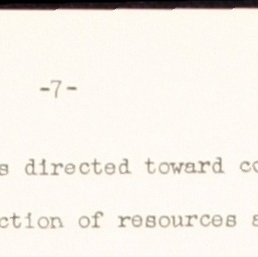 -7-
s directed toward co
ction of resources a